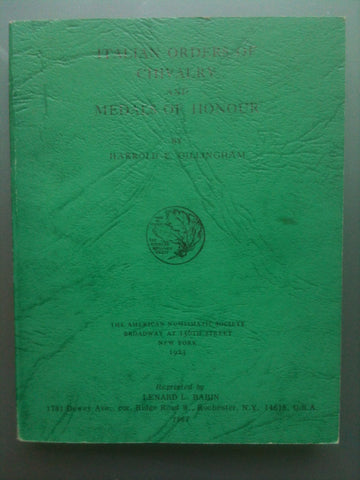 ITALIAN ORDERS OF
CHIVALRY
AND
MEDALS OF HONOUR
BY
HARROLD E. GILLINGHAM
THE AMERICAN NUMISMATIC SOCIETY
BROADWAY AT 156TH STREET
NEW YORK
1923
Reprinted by
LENARD L. BABIN
1781 Dewey Ave., cor. Ridge Road W., Rochester, N.Y. 14615, U.S.A.
1967